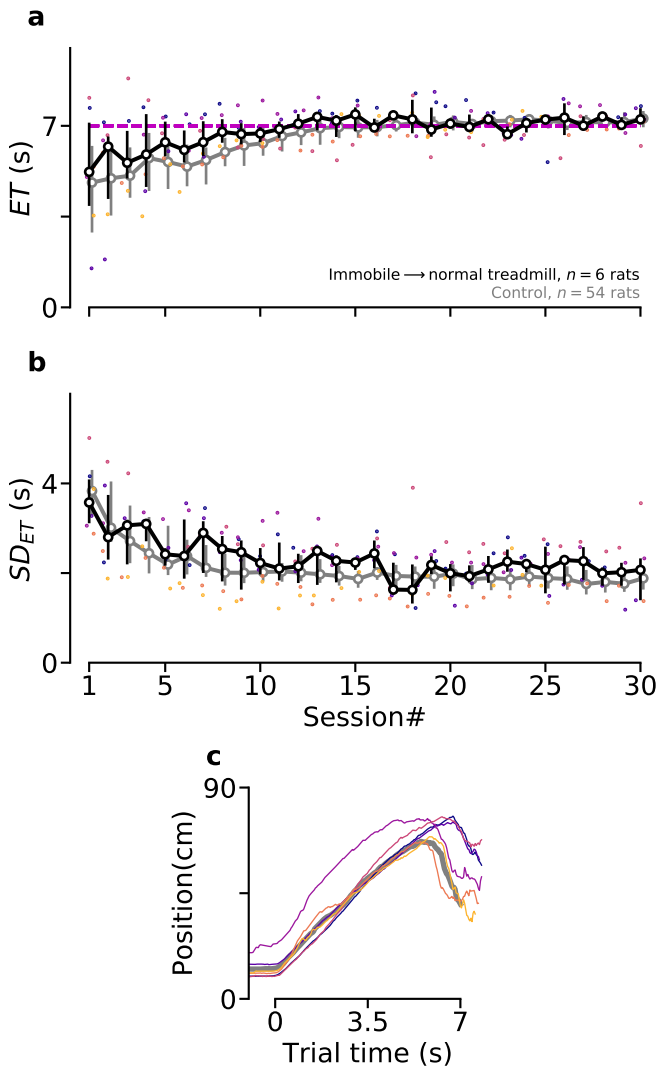 a
7
ET (s)
Immobile ⟶ normal treadmill, n = 6 rats
Control, n = 54 rats
0
b
4
SD_ET (s)
0
1 5 10 15 20 25 30
Session#
c
90
Position(cm)
0
0 3.5 7
Trial time (s)